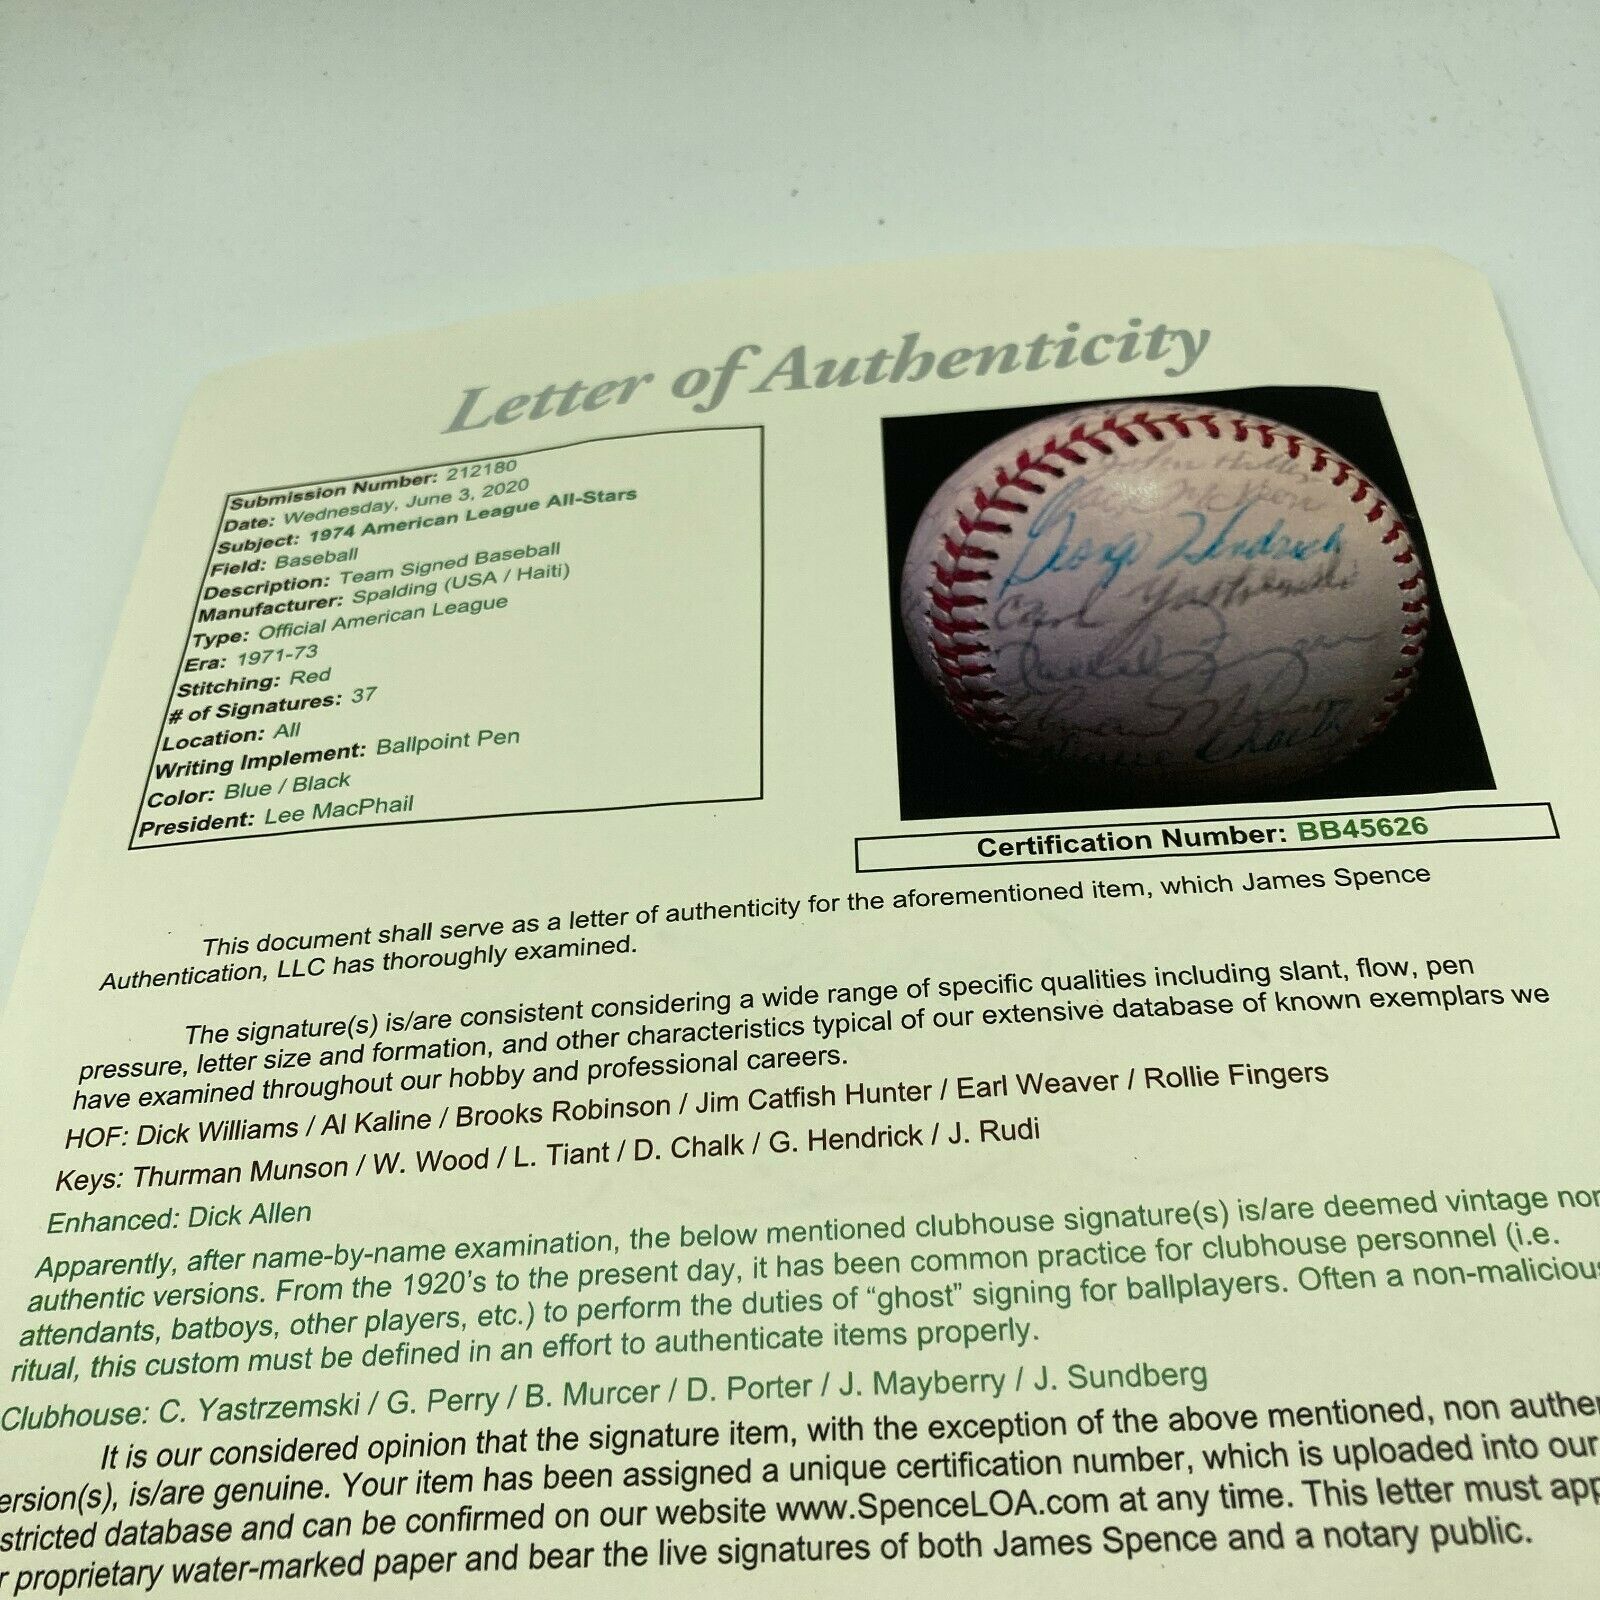 Letter of Authenticity
Submission Number: 212180
Date: Wednesday, June 3, 2020
Subject: 1974 American League All-Stars
Field: Baseball
Description: Team Signed Baseball
Manufacturer: Spalding (USA / Haiti)
Type: Official American League
Era: 1971-73
Stitching: Red
# of Signatures: 37
Location: All
Writing Implement: Ballpoint Pen
Color: Blue / Black
President: Lee MacPhail
George Hendrick
Carl Yastrzemski
Certification Number: BB45626
This document shall serve as a letter of authenticity for the aforementioned item, which James Spence
Authentication, LLC has thoroughly examined.
The signature(s) is/are consistent considering a wide range of specific qualities including slant, flow, pen
pressure, letter size and formation, and other characteristics typical of our extensive database of known exemplars we
have examined throughout our hobby and professional careers.
HOF: Dick Williams / Al Kaline / Brooks Robinson / Jim Catfish Hunter / Earl Weaver / Rollie Fingers
Keys: Thurman Munson / W. Wood / L. Tiant / D. Chalk / G. Hendrick / J. Rudi
Enhanced: Dick Allen
Apparently, after name-by-name examination, the below mentioned clubhouse signature(s) is/are deemed vintage non
authentic versions. From the 1920's to the present day, it has been common practice for clubhouse personnel (i.e.
attendants, batboys, other players, etc.) to perform the duties of "ghost" signing for ballplayers. Often a non-malicious
ritual, this custom must be defined in an effort to authenticate items properly.
Clubhouse: C. Yastrzemski / G. Perry / B. Murcer / D. Porter / J. Mayberry / J. Sundberg
It is our considered opinion that the signature item, with the exception of the above mentioned, non authen
ersion(s), is/are genuine. Your item has been assigned a unique certification number, which is uploaded into our
stricted database and can be confirmed on our website www.SpenceLOA.com at any time. This letter must app
r proprietary water-marked paper and bear the live signatures of both James Spence and a notary public.